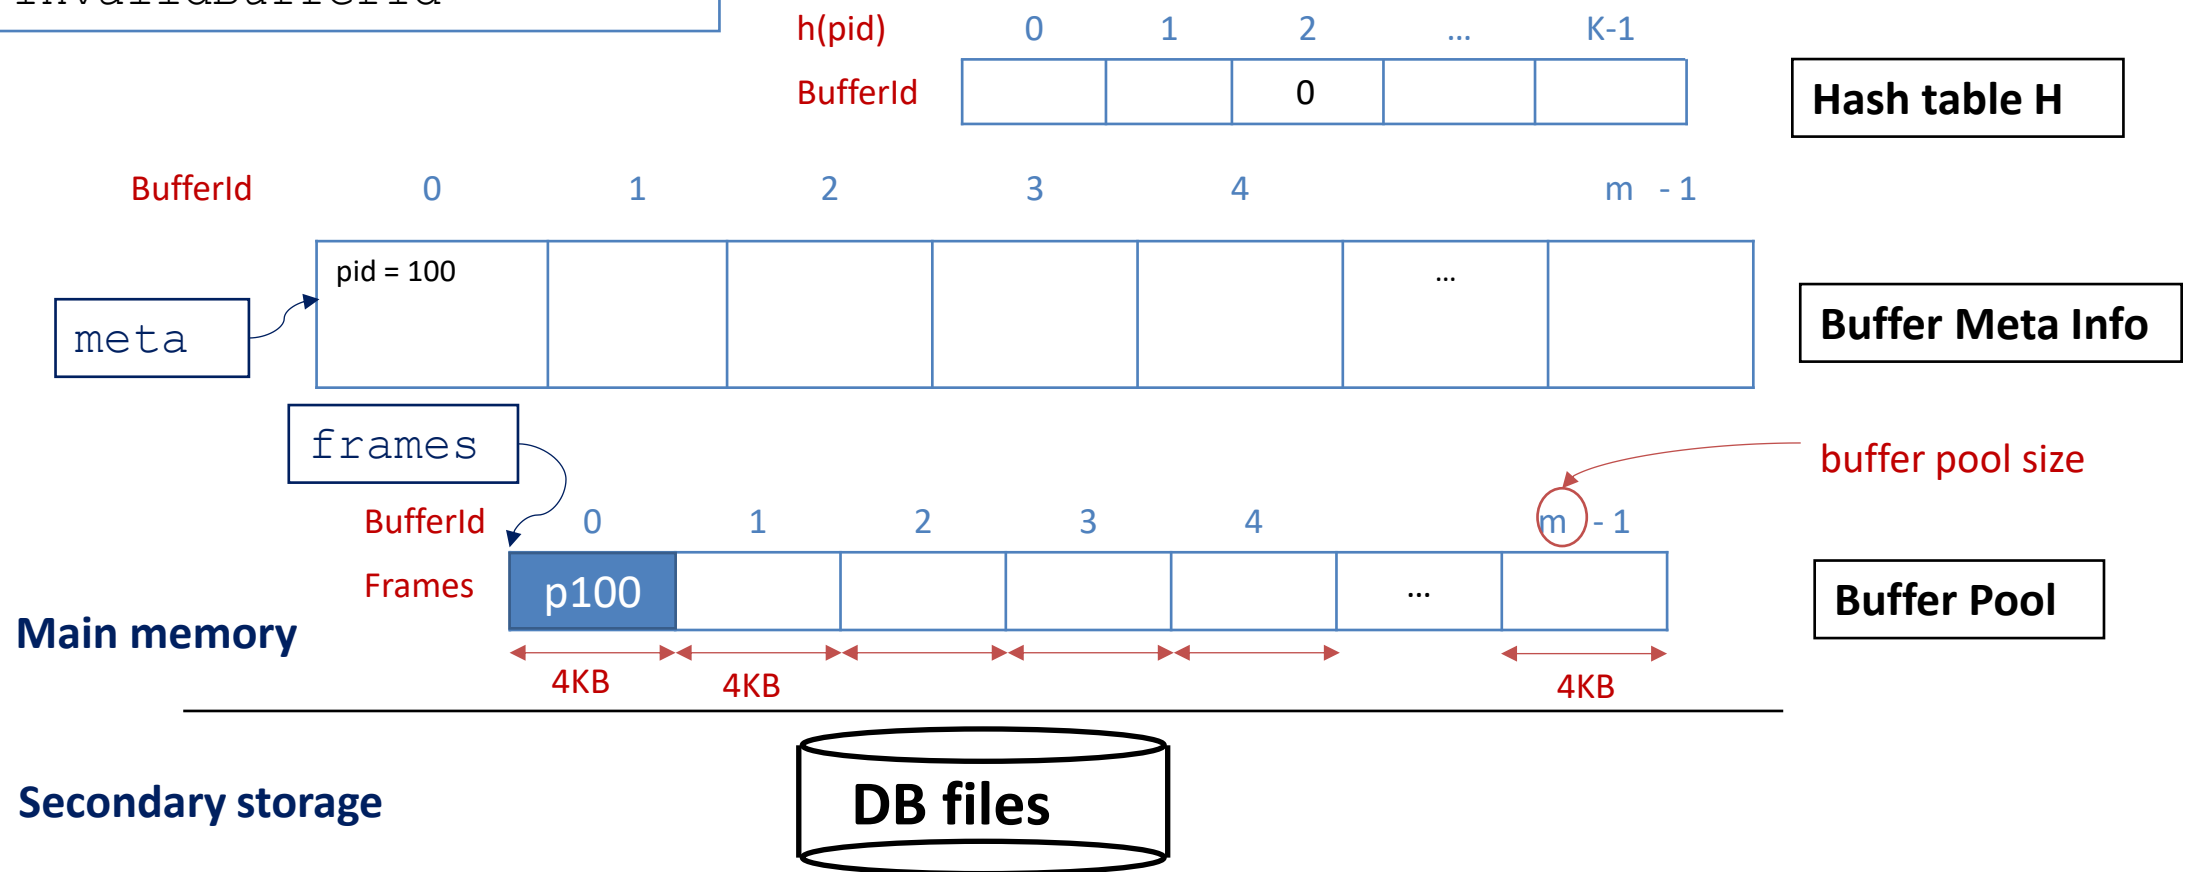 h(pid) 0 1 2 ... K-1
BufferId 0
Hash table H
BufferId 0 1 2 3 4 m - 1
pid = 100 ...
meta
Buffer Meta Info
frames
buffer pool size
BufferId 0 1 2 3 4 m - 1
Frames p100 ...
Buffer Pool
Main memory
4KB 4KB 4KB
DB files
Secondary storage